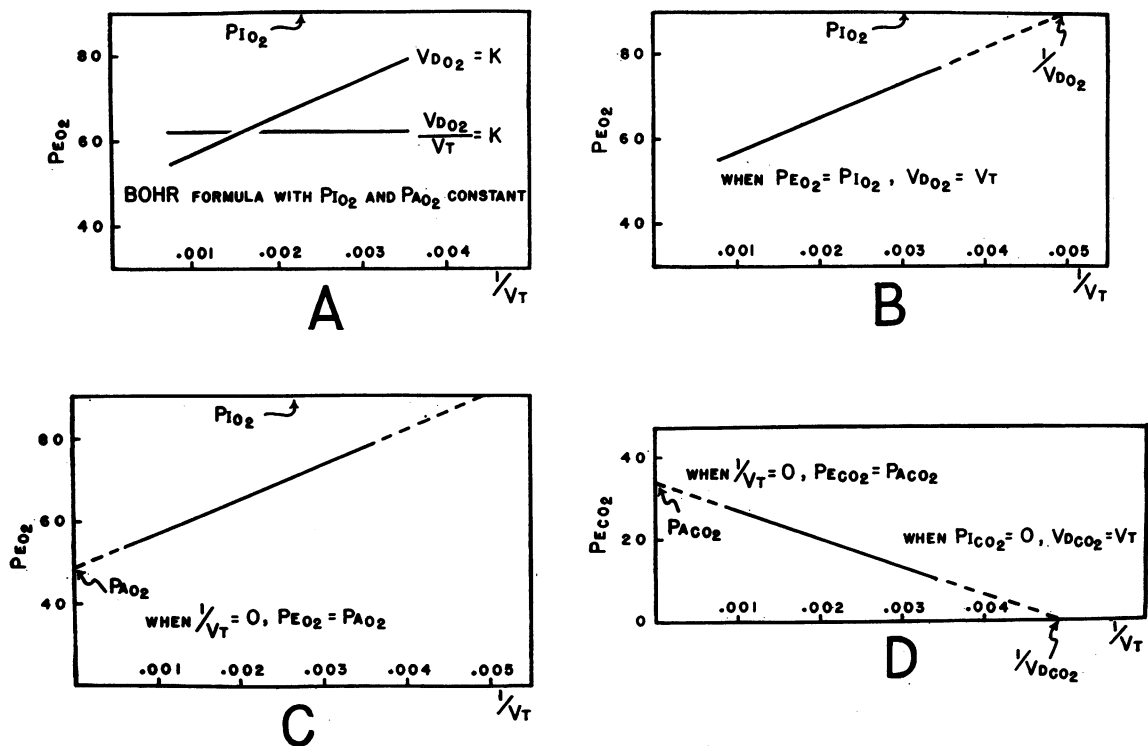 PIO2
80
VDO2 = K
PEO2
60
VDO2/VT = K
BOHR FORMULA WITH PIO2 AND PAO2 CONSTANT
40
.001 .002 .003 .004
1/VT
A
PIO2
80
1/VDO2
PEO2
60
WHEN PEO2 = PIO2, VDO2 = VT
40
.001 .002 .003 .004 .005
1/VT
B
PIO2
80
PEO2
60
PAO2
40
WHEN 1/VT = 0, PEO2 = PAO2
.001 .002 .003 .004 .005
1/VT
C
40
WHEN 1/VT = 0, PECO2 = PACO2
PACO2
PECO2
20
WHEN PICO2 = 0, VDCO2 = VT
.001 .002 .003 .004
0
1/VT
1/VDCO2
D